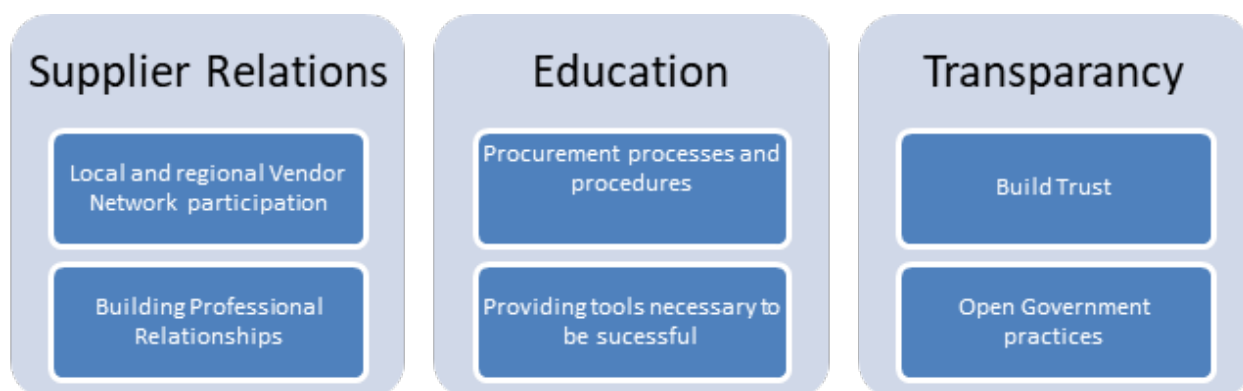 Supplier Relations
Local and regional Vendor
Network participation
Building Professional
Relationships
Education
Procurement processes and
procedures
Providing tools necessary to
be sucessful
Transparancy
Build Trust
Open Government
practices